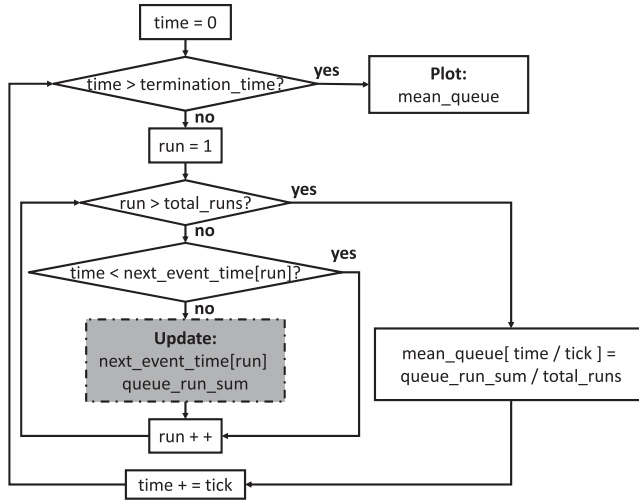 time = 0
time > termination_time?
yes
Plot:
mean_queue
no
run = 1
run > total_runs?
yes
no
time < next_event_time[run]?
yes
no
Update:
next_event_time[run]
queue_run_sum
mean_queue[ time / tick ] =
queue_run_sum / total_runs
run + +
time + = tick